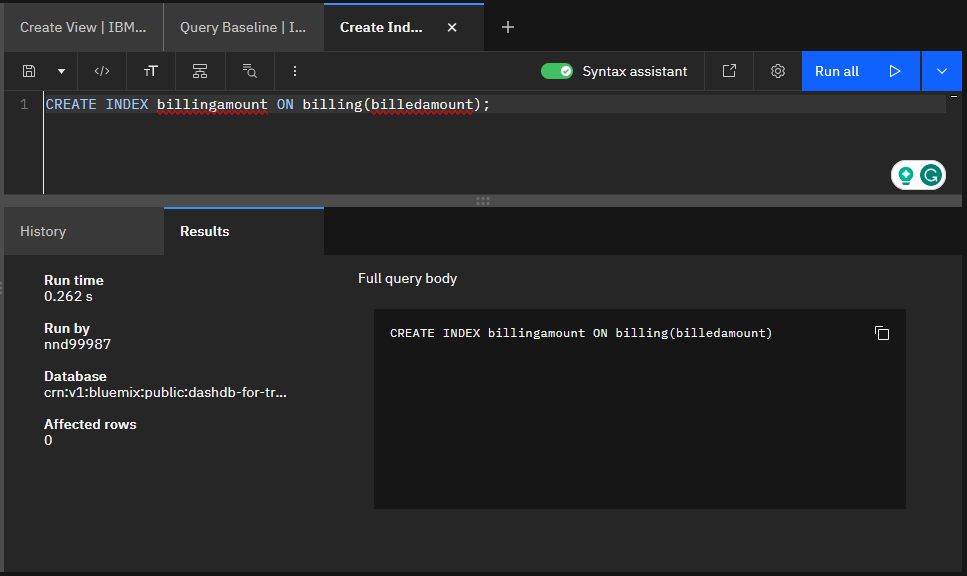 Create View | IBM...
Query Baseline | I...
Create Ind...
Syntax assistant
Run all
1 CREATE INDEX billingamount ON billing(billedamount);
History
Results
Run time
0.262 s
Run by
nnd99987
Database
crn:v1:bluemix:public:dashdb-for-tr...
Affected rows
0
Full query body
CREATE INDEX billingamount ON billing(billedamount)